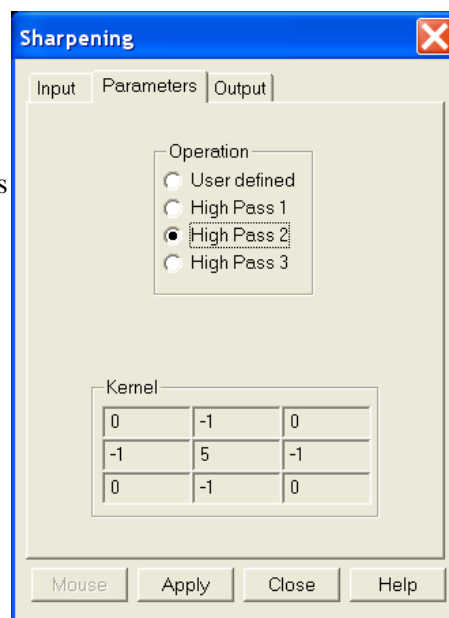 Sharpening
Input Parameters Output
s
Operation
User defined
High Pass 1
High Pass 2
High Pass 3
Kernel
0 -1 0
-1 5 -1
0 -1 0
Mouse Apply Close Help